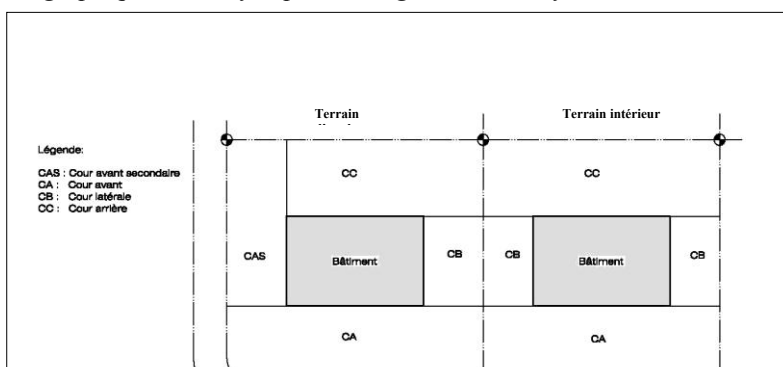 Terrain
Terrain intérieur
Légende:
CAS : Cour avant secondaire
CA : Cour avant
CB : Cour latérale
CC : Cour arrière
CC
CC
CAS
Bâtiment
CB
CB
Bâtiment
CB
CA
CA